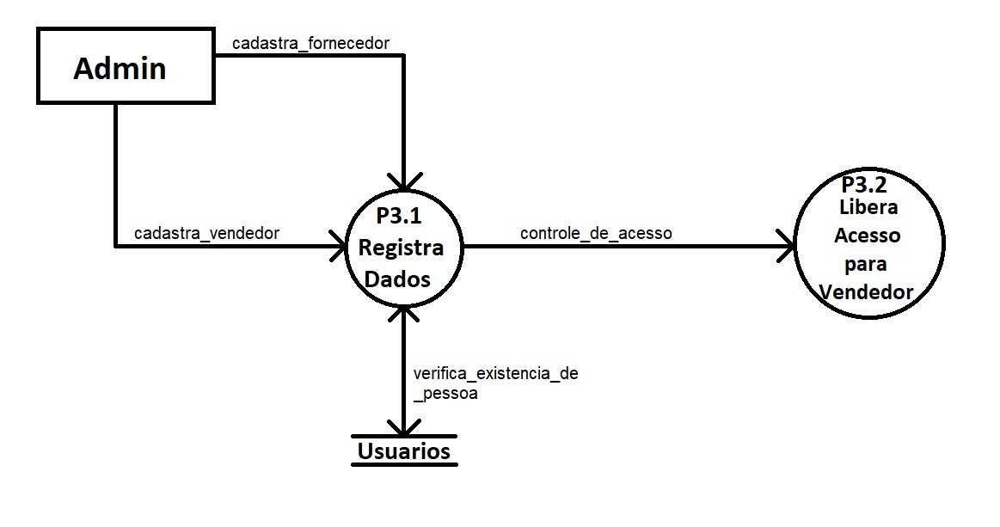 cadastra_fornecedor
Admin
P3.1
Registra
Dados
cadastra_vendedor
controle_de_acesso
P3.2
Libera
Acesso
para
Vendedor
verifica_existencia_de
_pessoa
Usuarios